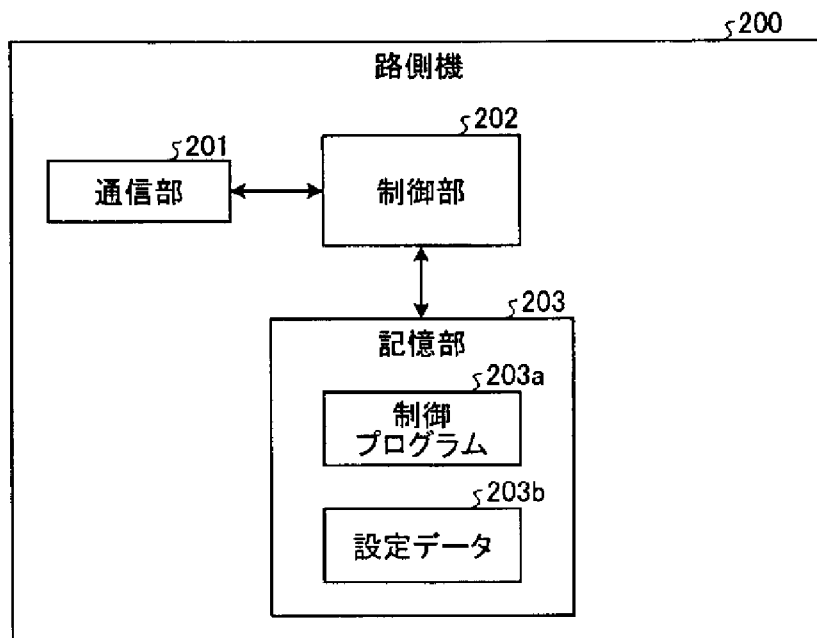 200
路側機
201
通信部
202
制御部
203
記憶部
203a
制御
プログラム
203b
設定データ